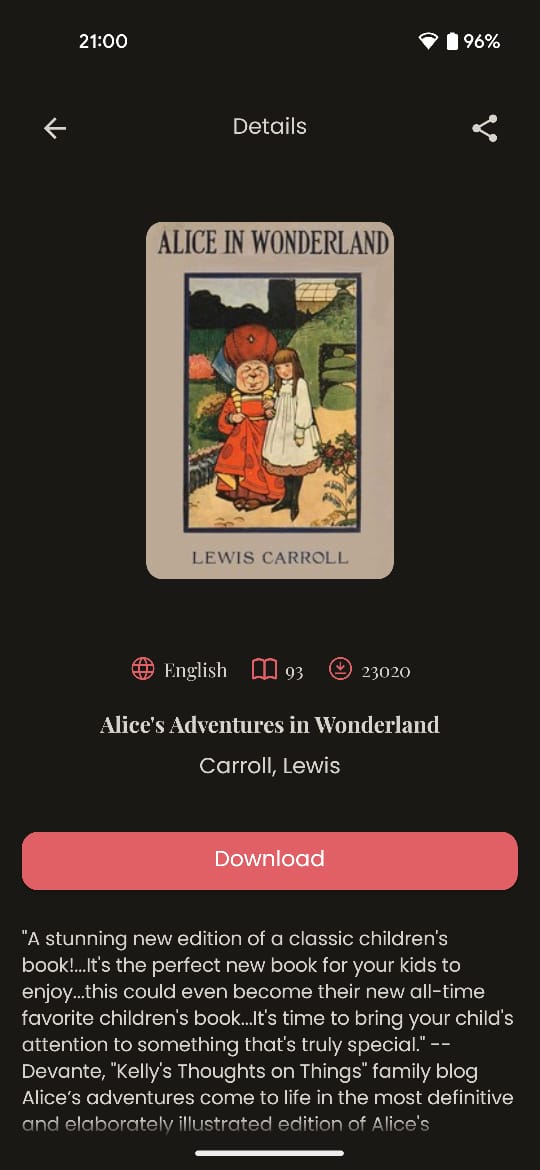 21:00
96%
Details
ALICE IN WONDERLAND
LEWIS CARROLL
English 93 23020
Alice's Adventures in Wonderland
Carroll, Lewis
Download
"A stunning new edition of a classic children's
book!...It's the perfect new book for your kids to
enjoy...this could even become their new all-time
favorite children's book...It's time to bring your child's
attention to something that's truly special." --
Devante, "Kelly's Thoughts on Things" family blog
Alice’s adventures come to life in the most definitive
and elaborately illustrated edition of Alice's